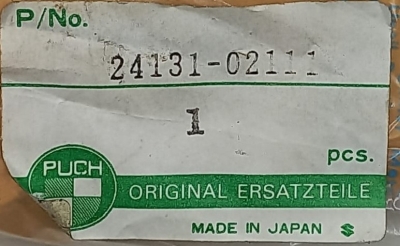 P/No.
24131-02111
1
pcs.
PUCH
ORIGINAL ERSATZTEILE
MADE IN JAPAN S